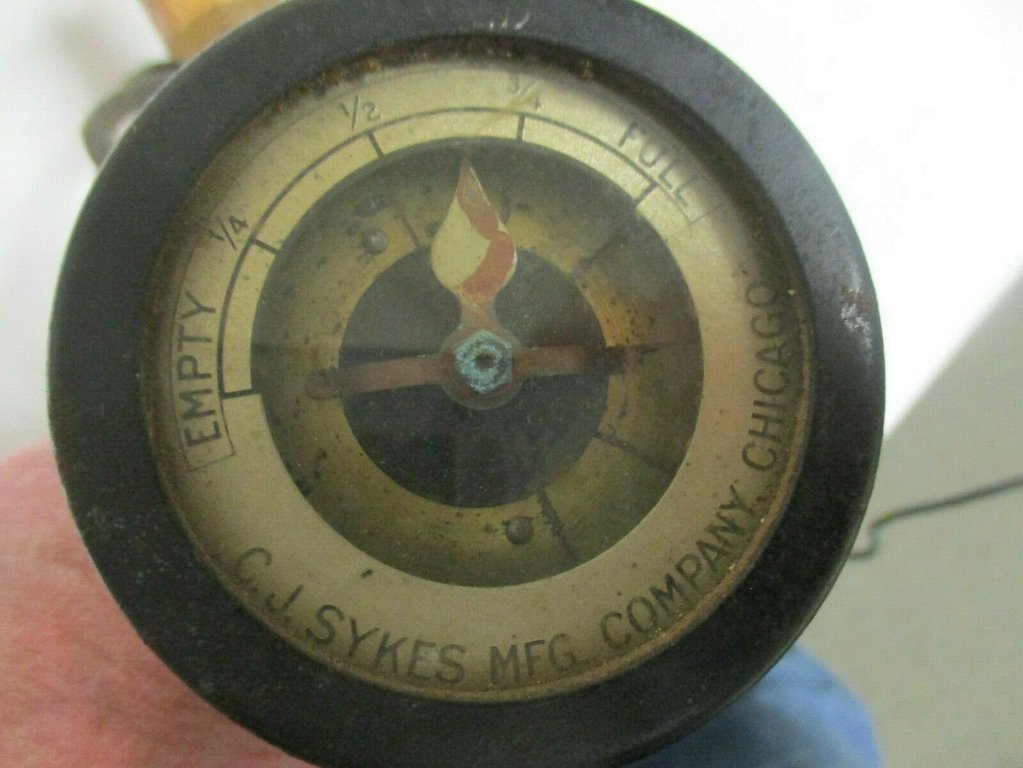 EMPTY
1/4
1/2
3/4
FULL
C.J. SYKES MFG. COMPANY, CHICAGO.